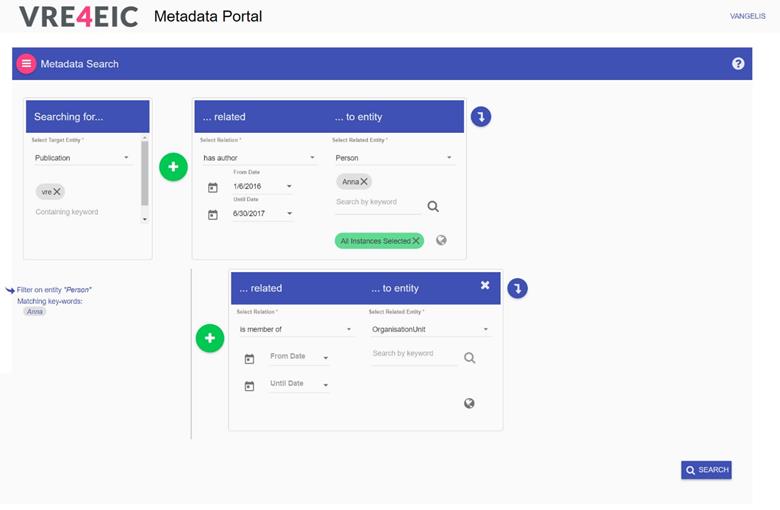 VRE4EIC Metadata Portal
VANGELIS
Metadata Search
?
Searching for...
Select Target Entity *
Publication
vre
Containing keyword
... related
... to entity
Select Relation *
Select Related Entity *
has author
Person
From Date
1/6/2016
Until Date
6/30/2017
Anna
Search by keyword
All Instances Selected
Filter on entity "Person"
Matching key-words:
Anna
... related
... to entity
Select Relation *
Select Related Entity *
is member of
OrganisationUnit
From Date
Until Date
Search by keyword
SEARCH